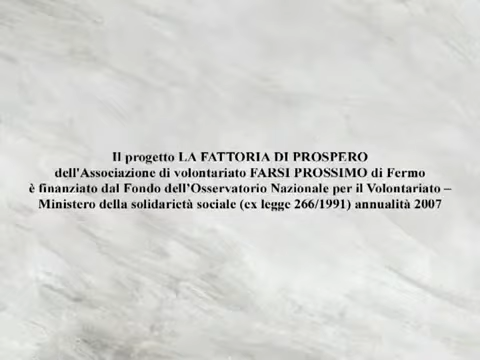 Il progetto LA FATTORIA DI PROSPERO
dell'Associazione di volontariato FARSI PROSSIMO di Fermo
è finanziato dal Fondo dell’Osservatorio Nazionale per il Volontariato –
Ministero della solidarietà sociale (ex legge 266/1991) annualità 2007